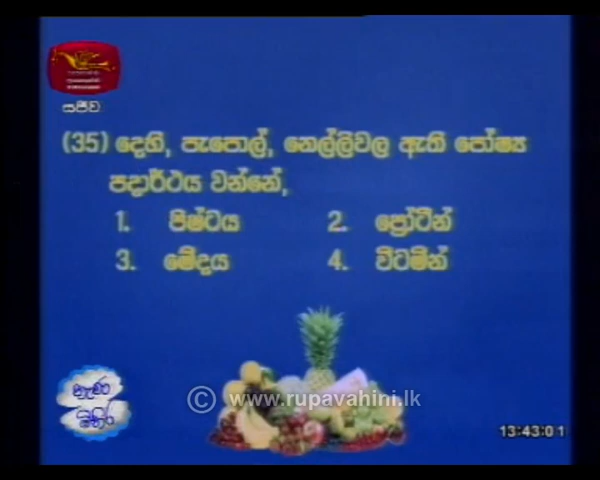 සජීව
(35) දෙහි, පැපොල්, නෙල්ලිවල ඇති පෝෂ්‍ය
පදාර්ථය වන්නේ,
1. පිෂ්ටය 2. ප්‍රෝටීන්
3. මේදය 4. විටමින්
© www.rupavahini.lk
නැණ
මිහිර
13:43:01